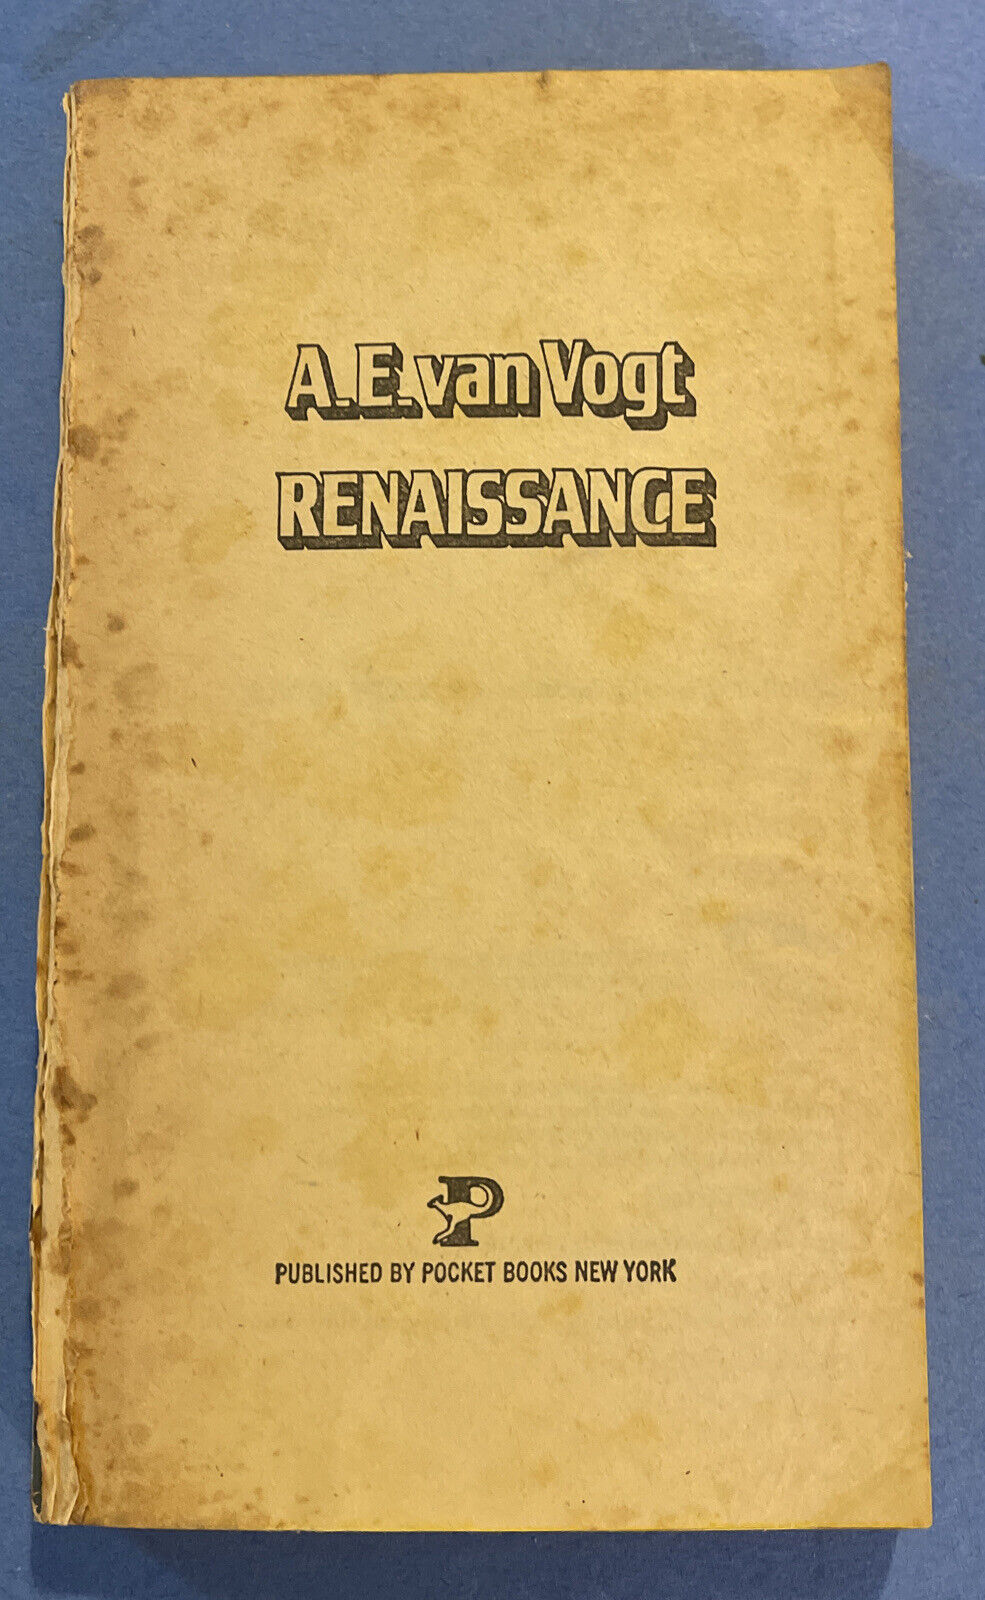 A.E. van Vogt
RENAISSANCE
P
PUBLISHED BY POCKET BOOKS NEW YORK